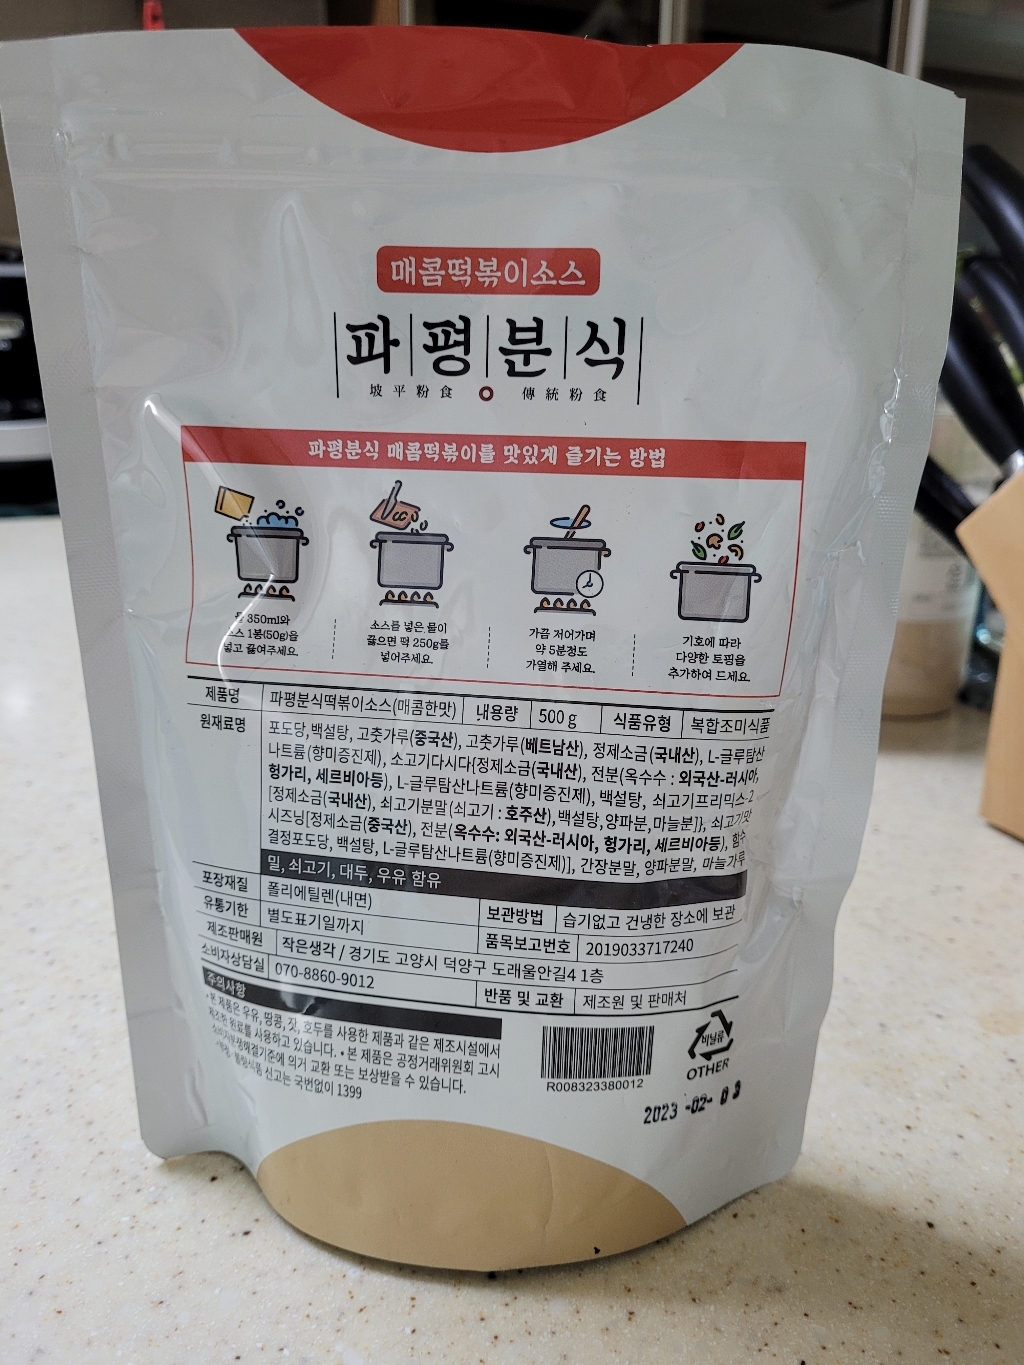 매콤떡볶이소스
파평분식
坡平粉食 傳統粉食
파평분식 매콤떡볶이를 맛있게 즐기는 방법
350ml와
1봉(50g)을
넣고 끓여주세요.
소스를 넣은 물이
끓으면 떡 250g을
넣어주세요.
가끔 저어가며
약 5분정도
가열해 주세요.
기호에 따라
다양한 토핑을
추가하여 드세요.
제품명 파평분식떡볶이소스(매콤한맛) 내용량 500g 식품유형 복합조미식품
원재료명 포도당, 백설탕, 고춧가루(중국산), 고춧가루(베트남산), 정제소금(국내산), L-글루탐산
나트륨(향미증진제), 소고기다시다{정제소금(국내산), 전분(옥수수 : 외국산-러시아,
헝가리, 세르비아등), L-글루탐산나트륨(향미증진제), 백설탕, 쇠고기프리믹스-2
[정제소금(국내산), 쇠고기분말(쇠고기 : 호주산), 백설탕, 양파분, 마늘분]}, 쇠고기맛
시즈닝[정제소금(중국산), 전분(옥수수: 외국산-러시아, 헝가리, 세르비아등), 함수
결정포도당, 백설탕, L-글루탐산나트륨(향미증진제)], 간장분말, 양파분말, 마늘가루
밀, 쇠고기, 대두, 우유 함유
포장재질 폴리에틸렌(내면)
보관방법 습기없고 건냉한 장소에 보관
유통기한 별도표기일까지
품목보고번호 2019033717240
제조판매원 작은생각 / 경기도 고양시 덕양구 도래울안길4 1층
소비자상담실 070-8860-9012
반품 및 교환 제조원 및 판매처
주의사항
• 본 제품은 우유, 땅콩, 잣, 호두를 사용한 제품과 같은 제조시설에서
제조한 원료를 사용하고 있습니다. • 본 제품은 공정거래위원회 고시
소비자분쟁해결기준에 의거 교환 또는 보상받을 수 있습니다.
불량식품 신고는 국번없이 1399
R008323380012
비닐류
OTHER
2023 -02- 03